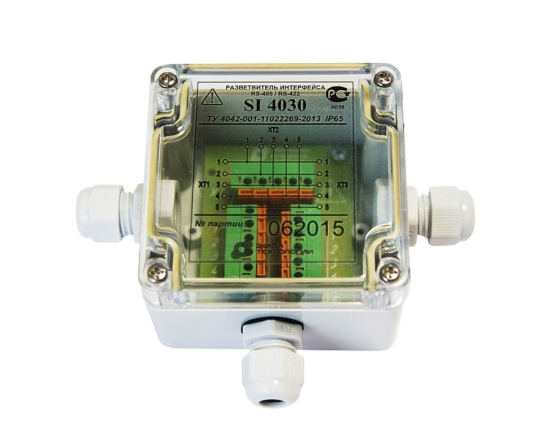 РАЗВЕТВИТЕЛЬ ИНТЕРФЕЙСА
RS-485 / RS-422
SI 4030
АЕ56
ТУ 4042-001-11022269-2013 IP65
XT2
1 2 3 4 5
1 1
2 2
XT1 3 3 XT3
4 4
5 5
№ партии: 062015